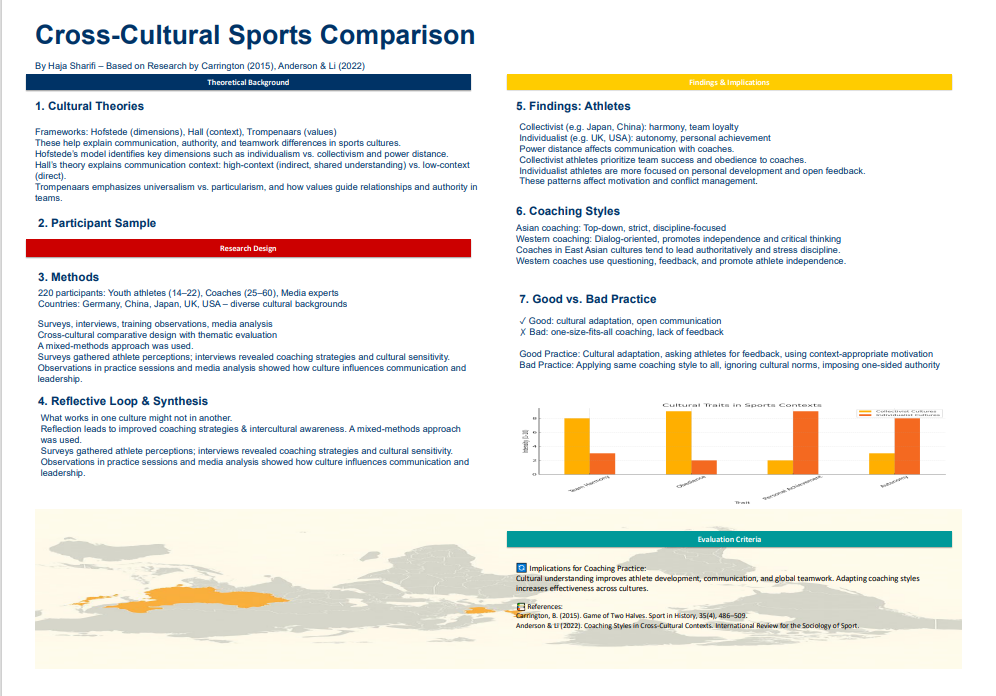 Cross-Cultural Sports Comparison
By Haja Sharifi – Based on Research by Carrington (2015), Anderson & Li (2022)
Theoretical Background
1. Cultural Theories
Frameworks: Hofstede (dimensions), Hall (context), Trompenaars (values)
These help explain communication, authority, and teamwork differences in sports cultures.
Hofstede's model identifies key dimensions such as individualism vs. collectivism and power distance.
Hall's theory explains communication context: high-context (indirect, shared understanding) vs. low-context
(direct).
Trompenaars emphasizes universalism vs. particularism, and how values guide relationships and authority in
teams.
2. Participant Sample
Research Design
3. Methods
220 participants: Youth athletes (14–22), Coaches (25–60), Media experts
Countries: Germany, China, Japan, UK, USA – diverse cultural backgrounds
Surveys, interviews, training observations, media analysis
Cross-cultural comparative design with thematic evaluation
A mixed-methods approach was used.
Surveys gathered athlete perceptions; interviews revealed coaching strategies and cultural sensitivity.
Observations in practice sessions and media analysis showed how culture influences communication and
leadership.
4. Reflective Loop & Synthesis
What works in one culture might not in another.
Reflection leads to improved coaching strategies & intercultural awareness. A mixed-methods approach
was used.
Surveys gathered athlete perceptions; interviews revealed coaching strategies and cultural sensitivity.
Observations in practice sessions and media analysis showed how culture influences communication and
leadership.
Findings & Implications
5. Findings: Athletes
Collectivist (e.g. Japan, China): harmony, team loyalty
Individualist (e.g. UK, USA): autonomy, personal achievement
Power distance affects communication with coaches.
Collectivist athletes prioritize team success and obedience to coaches.
Individualist athletes are more focused on personal development and open feedback.
These patterns affect motivation and conflict management.
6. Coaching Styles
Asian coaching: Top-down, strict, discipline-focused
Western coaching: Dialog-oriented, promotes independence and critical thinking
Coaches in East Asian cultures tend to lead authoritatively and stress discipline.
Western coaches use questioning, feedback, and promote athlete independence.
7. Good vs. Bad Practice
✓ Good: cultural adaptation, open communication
✗ Bad: one-size-fits-all coaching, lack of feedback
Good Practice: Cultural adaptation, asking athletes for feedback, using context-appropriate motivation
Bad Practice: Applying same coaching style to all, ignoring cultural norms, imposing one-sided authority
Cultural Traits in Sports Contexts
Collectivist Cultures
Individualist Cultures
Intensity (1-10)
8
6
4
2
0
Team Harmony
Obedience
Personal Achievement
Autonomy
Trait
Evaluation Criteria
Implications for Coaching Practice:
Cultural understanding improves athlete development, communication, and global teamwork. Adapting coaching styles
increases effectiveness across cultures.
References:
Carrington, B. (2015). Game of Two Halves. Sport in History, 35(4), 486–509.
Anderson & Li (2022). Coaching Styles in Cross-Cultural Contexts. International Review for the Sociology of Sport.